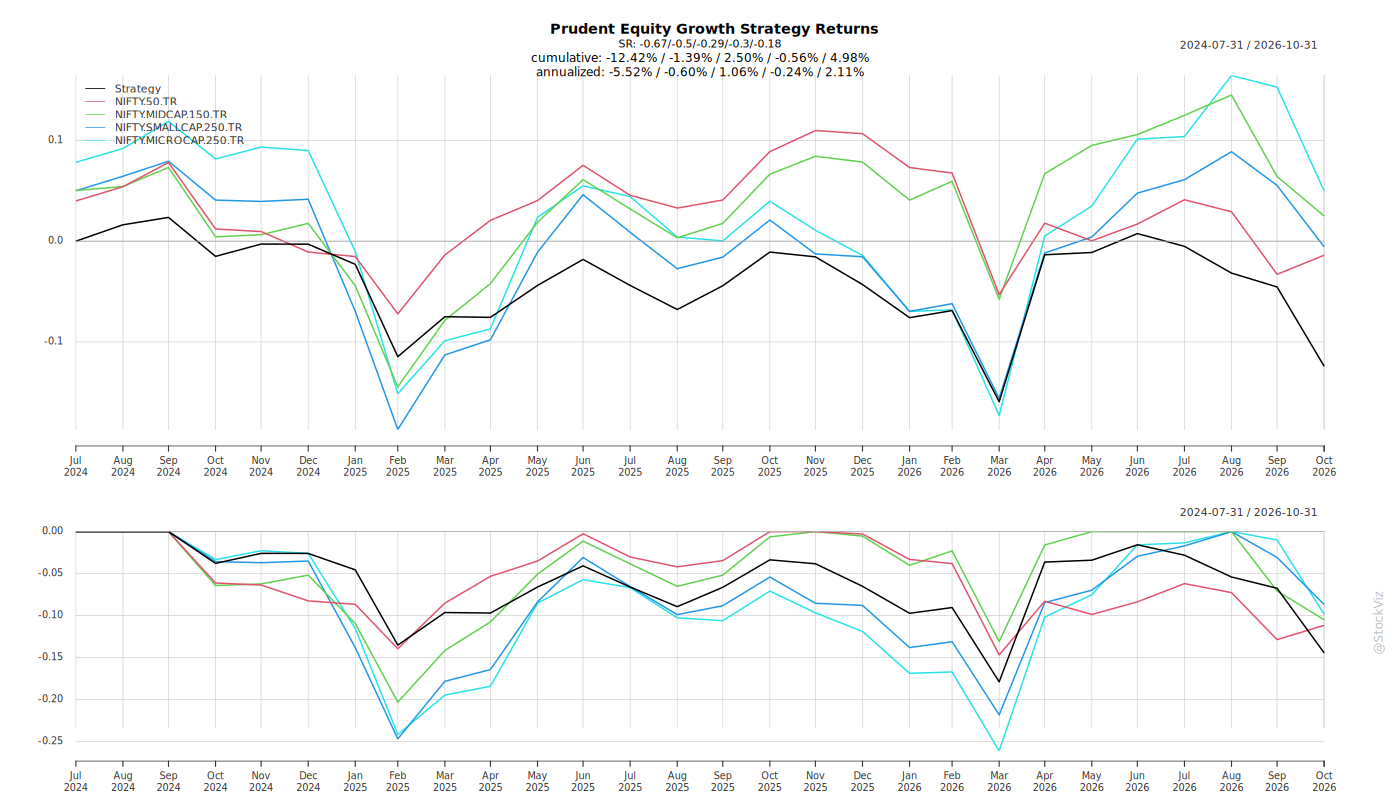 Prudent Equity Growth Strategy Returns
SR: -0.67/-0.5/-0.29/-0.3/-0.18
cumulative: -12.42% / -1.39% / 2.50% / -0.56% / 4.98%
annualized: -5.52% / -0.60% / 1.06% / -0.24% / 2.11%
2024-07-31 / 2026-10-31
Strategy
NIFTY.50.TR
NIFTY.MIDCAP.150.TR
NIFTY.SMALLCAP.250.TR
NIFTY.MICROCAP.250.TR
0.1
0.0
-0.1
Jul Aug Sep Oct Nov Dec Jan Feb Mar Apr May Jun Jul Aug Sep Oct Nov Dec Jan Feb Mar Apr May Jun Jul Aug Sep Oct
2024 2024 2024 2024 2024 2024 2025 2025 2025 2025 2025 2025 2025 2025 2025 2025 2025 2025 2026 2026 2026 2026 2026 2026 2026 2026 2026 2026
2024-07-31 / 2026-10-31
0.00
-0.05
-0.10
-0.15
-0.20
-0.25
Jul Aug Sep Oct Nov Dec Jan Feb Mar Apr May Jun Jul Aug Sep Oct Nov Dec Jan Feb Mar Apr May Jun Jul Aug Sep Oct
2024 2024 2024 2024 2024 2024 2025 2025 2025 2025 2025 2025 2025 2025 2025 2025 2025 2025 2026 2026 2026 2026 2026 2026 2026 2026 2026 2026
@StockViz